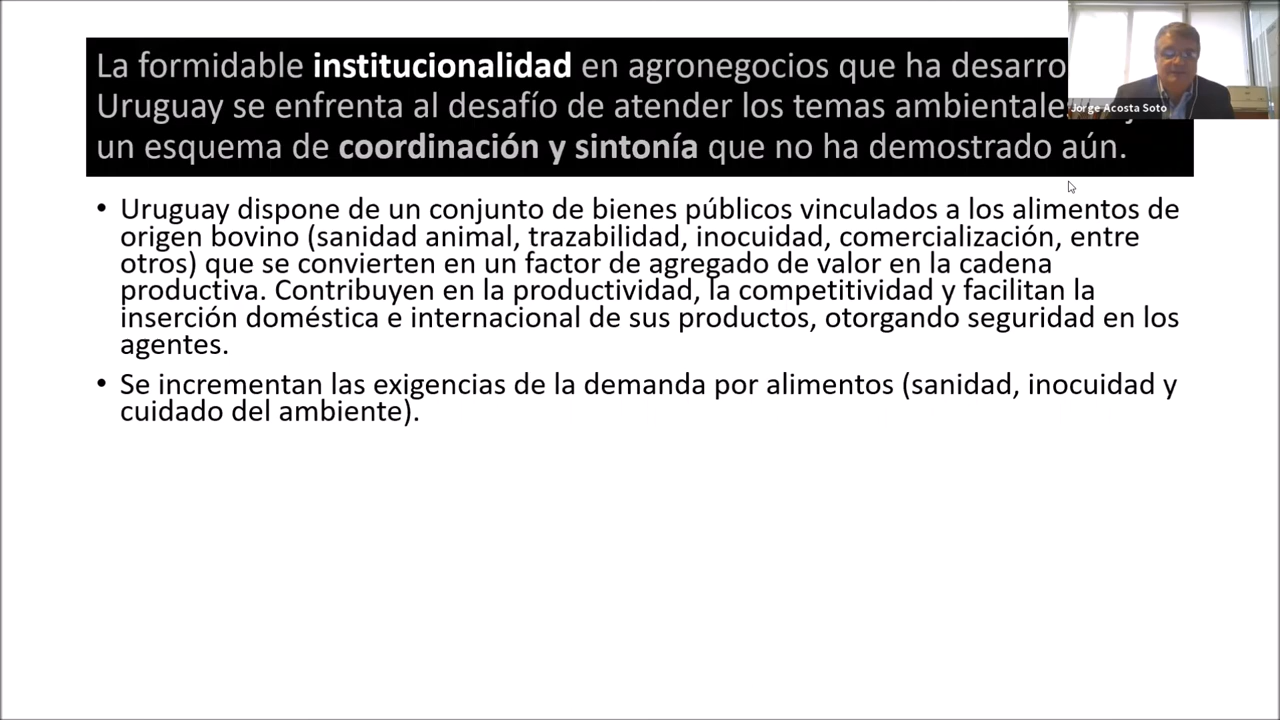 La formidable institucionalidad en agronegocios que ha
Uruguay se enfrenta al desafío de atender los temas
un esquema de coordinación y sintonía que no ha demostrado aún.
Jorge Acosta Soto
• Uruguay dispone de un conjunto de bienes públicos vinculados a los alimentos de
origen bovino (sanidad animal, trazabilidad, inocuidad, comercialización, entre
otros) que se convierten en un factor de agregado de valor en la cadena
productiva. Contribuyen en la productividad, la competitividad y facilitan la
inserción doméstica e internacional de sus productos, otorgando seguridad en los
agentes.
• Se incrementan las exigencias de la demanda por alimentos (sanidad, inocuidad y
cuidado del ambiente).